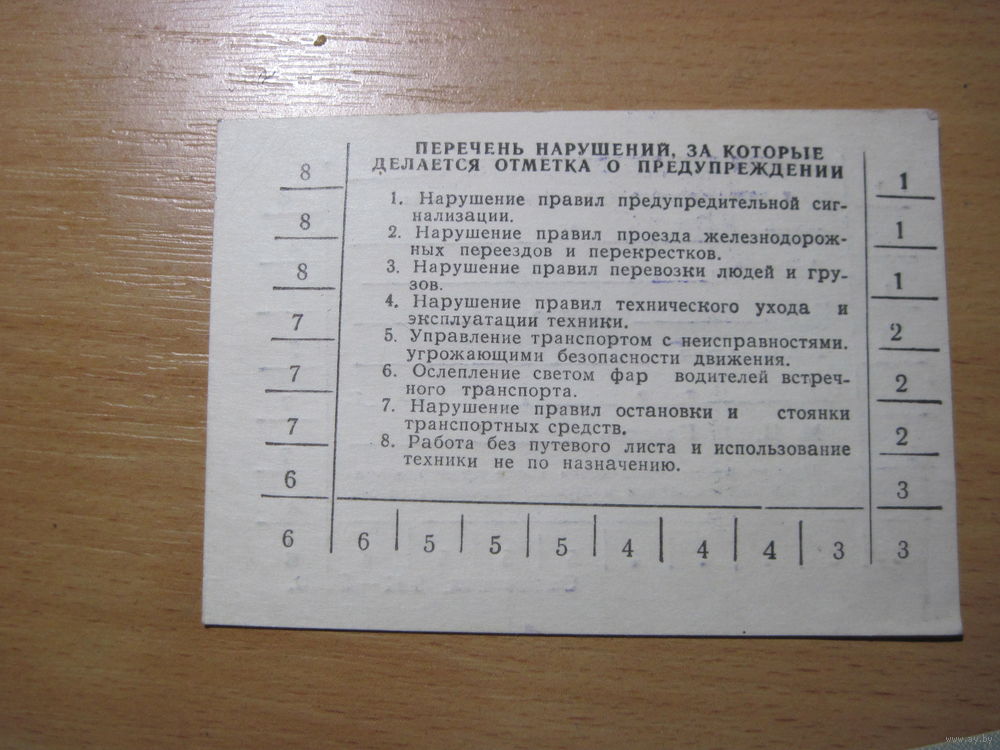 ПЕРЕЧЕНЬ НАРУШЕНИЙ, ЗА КОТОРЫЕ
ДЕЛАЕТСЯ ОТМЕТКА О ПРЕДУПРЕЖДЕНИИ
1. Нарушение правил предупредительной сиг-
нализации.
2. Нарушение правил проезда железнодорож-
ных переездов и перекрестков.
3. Нарушение правил перевозки людей и гру-
зов.
4. Нарушение правил технического ухода и
эксплуатации техники.
5. Управление транспортом с неисправностями.
угрожающими безопасности движения.
6. Ослепление светом фар водителей встреч-
ного транспорта.
7. Нарушение правил остановки и стоянки
транспортных средств.
8. Работа без путевого листа и использование
техники не по назначению.
8
8
8
7
7
7
6
6 6 5 5 5 4 4 4 3 3
1
1
1
2
2
2
3
www.ay.by